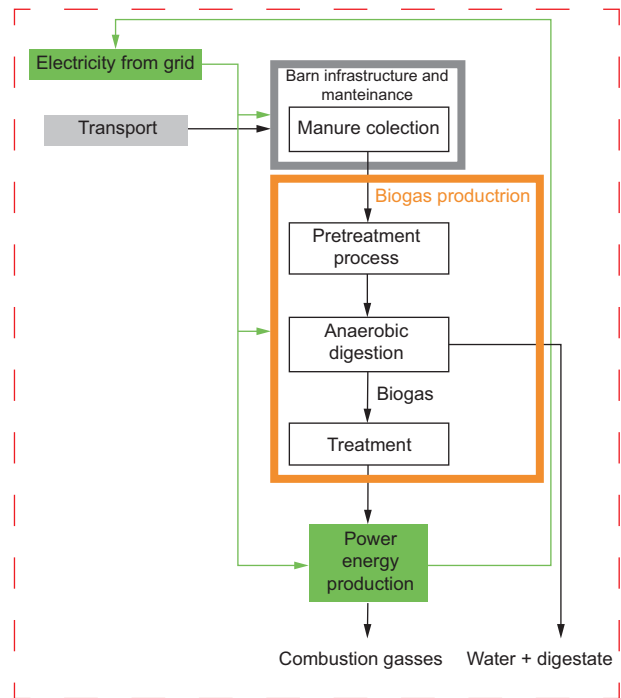 Electricity from grid
Barn infrastructure and
manteinance
Transport
Manure colection
Biogas productrion
Pretreatment
process
Anaerobic
digestion
Biogas
Treatment
Power
energy
production
Combustion gasses
Water + digestate